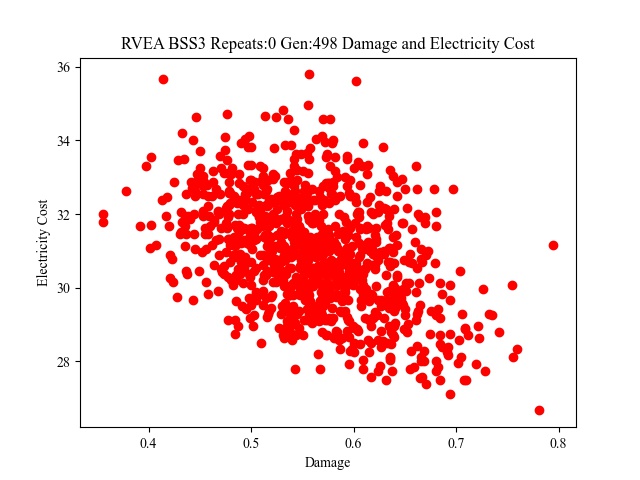 RVEA BSS3 Repeats:0 Gen:498 Damage and Electricity Cost
36
34
32
30
28
Electricity Cost
0.4 0.5 0.6 0.7 0.8
Damage